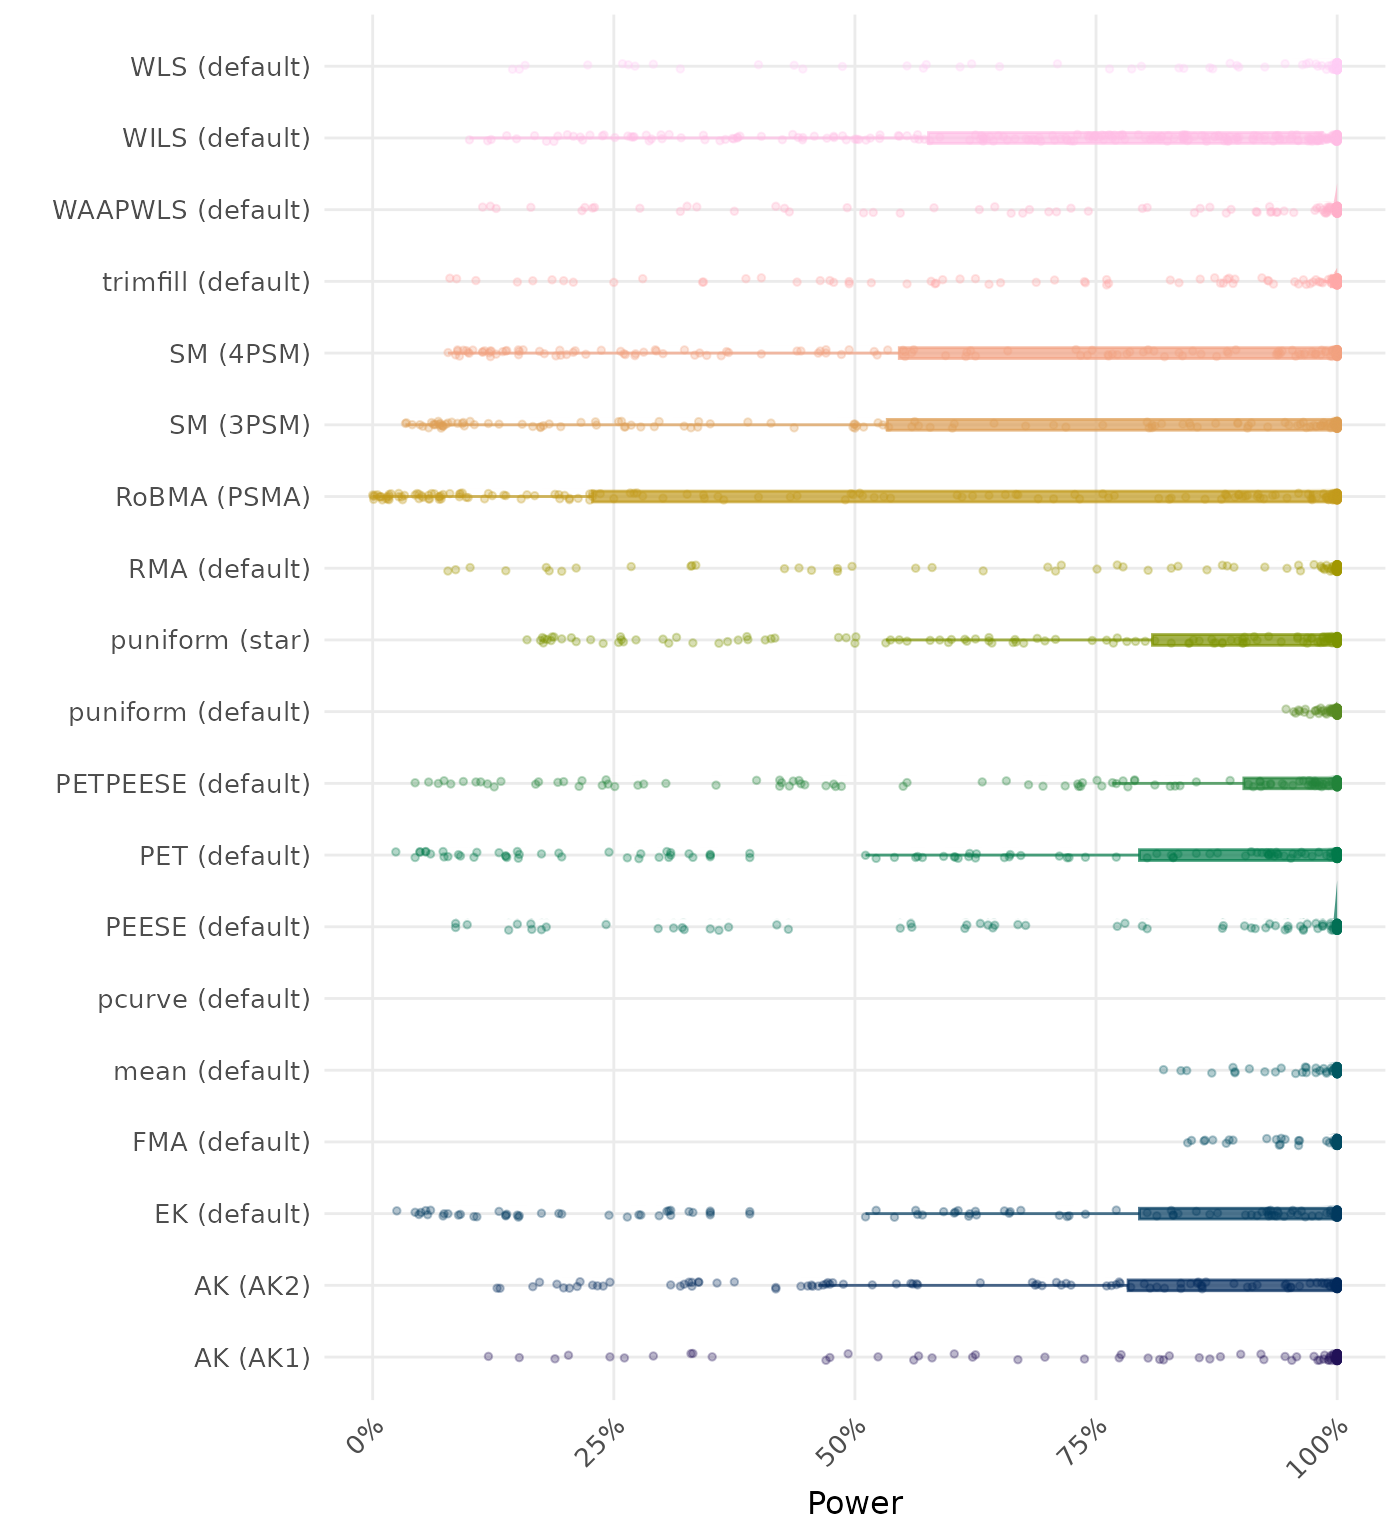 WLS (default)
WILS (default)
WAAPWLS (default)
trimfill (default)
SM (4PSM)
SM (3PSM)
RoBMA (PSMA)
RMA (default)
puniform (star)
puniform (default)
PETPEESE (default)
PET (default)
PEESE (default)
pcurve (default)
mean (default)
FMA (default)
EK (default)
AK (AK2)
AK (AK1)
0%
25%
50%
75%
100%
Power